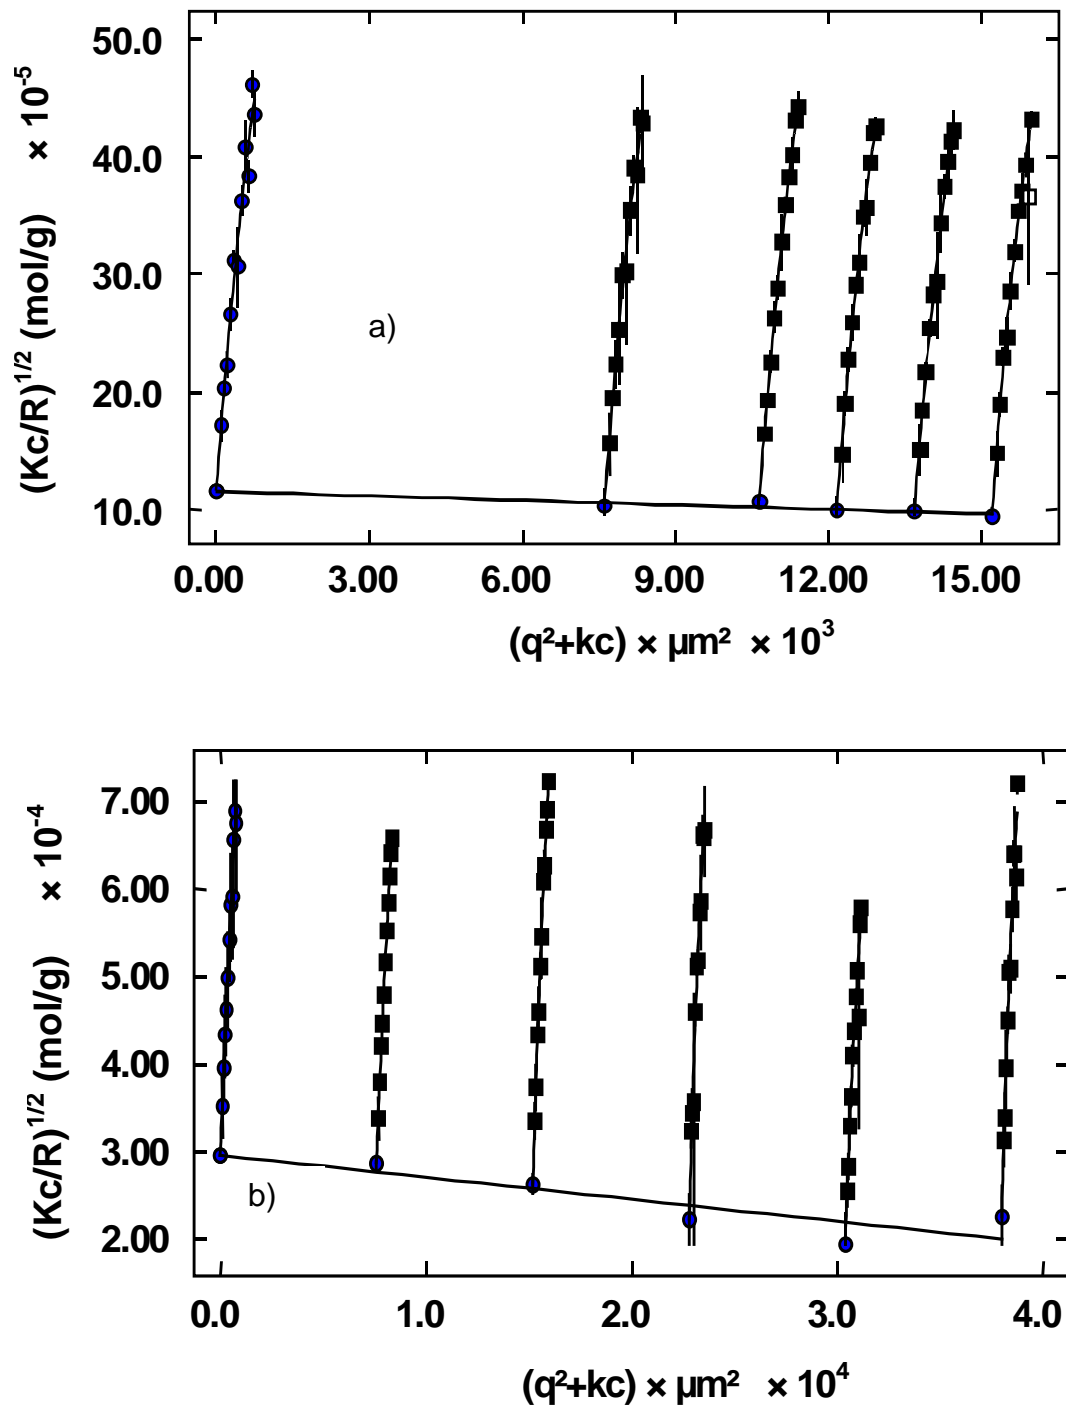 50.0
40.0
30.0
20.0
10.0
(Kc/R)^1/2 (mol/g) × 10^-5
a)
0.00 3.00 6.00 9.00 12.00 15.00
(q²+kc) × µm² × 10³
7.00
6.00
5.00
4.00
3.00
2.00
(Kc/R)^1/2 (mol/g) × 10^-4
b)
0.0 1.0 2.0 3.0 4.0
(q²+kc) × µm² × 10⁴